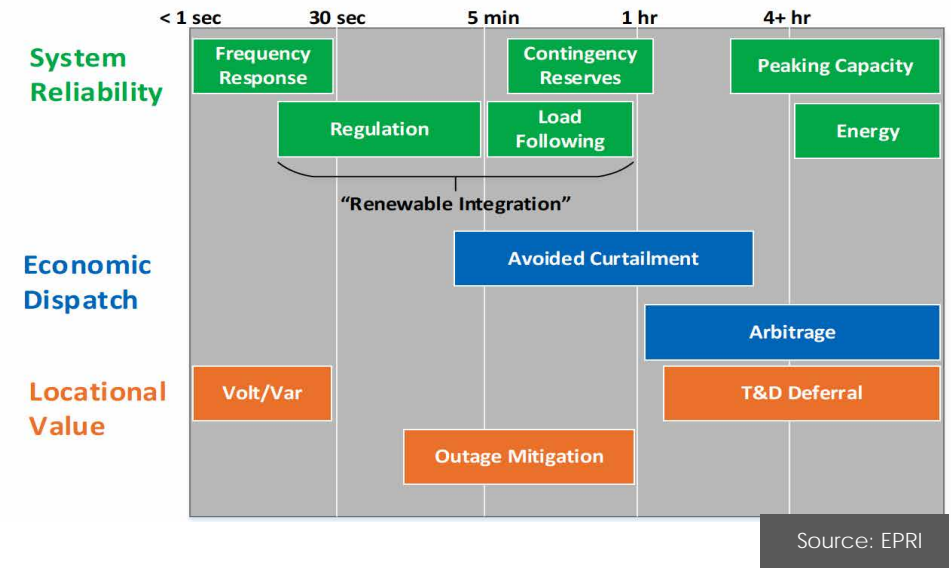 < 1 sec 30 sec 5 min 1 hr 4+ hr
System
Reliability
Frequency
Response
Contingency
Reserves
Peaking Capacity
Regulation
Load
Following
Energy
“Renewable Integration”
Economic
Dispatch
Avoided Curtailment
Arbitrage
Locational
Value
Volt/Var
T&D Deferral
Outage Mitigation
Source: EPRI